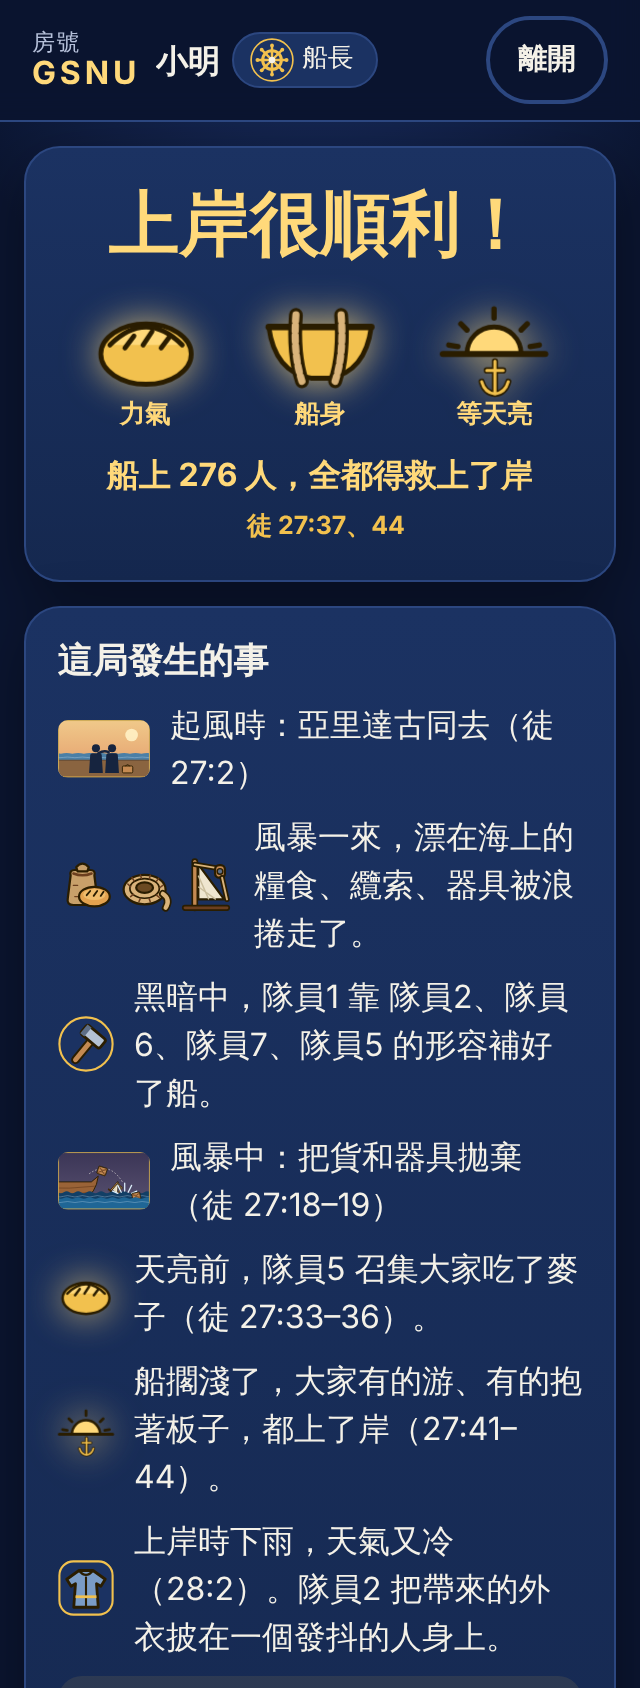 房號
GSNU
小明
船長
離開
上岸很順利！
力氣
船身
等天亮
船上 276 人，全都得救上了岸
徒 27:37、44
這局發生的事
起風時：亞里達古同去（徒
27:2）
風暴一來，漂在海上的
糧食、纜索、器具被浪
捲走了。
黑暗中，隊員1 靠 隊員2、隊員
6、隊員7、隊員5 的形容補好
了船。
風暴中：把貨和器具拋棄
（徒 27:18–19）
天亮前，隊員5 召集大家吃了麥
子（徒 27:33–36）。
船擱淺了，大家有的游、有的抱
著板子，都上了岸（27:41–
44）。
上岸時下雨，天氣又冷
（28:2）。隊員2 把帶來的外
衣披在一個發抖的人身上。